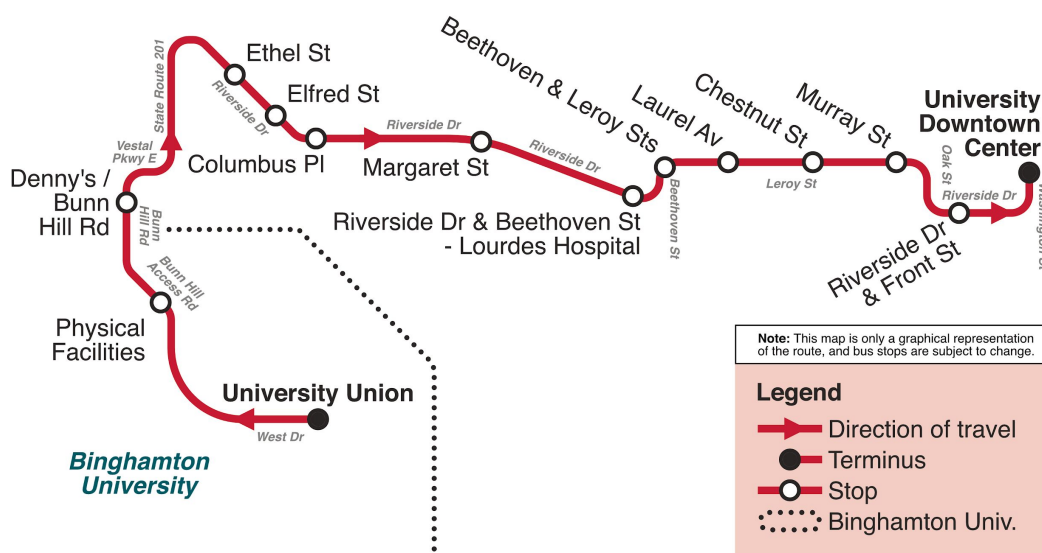 Ethel St
Elfred St
Columbus Pl
Margaret St
State Route 201
Riverside Dr
Vestal
Pkwy E
Riverside Dr
Riverside Dr
Beethoven & Leroy Sts
Laurel Av
Chestnut St
Murray St
University
Downtown
Center
Denny's /
Bunn
Hill Rd
Bunn
Hill Rd
Bunn Hill
Access Rd
Riverside Dr & Beethoven St
- Lourdes Hospital
Beethoven St
Leroy St
Oak St
Riverside Dr
Washington St
Riverside Dr
& Front St
Physical
Facilities
University Union
West Dr
Binghamton
University
Note: This map is only a graphical representation
of the route, and bus stops are subject to change.
Legend
Direction of travel
Terminus
Stop
Binghamton Univ.